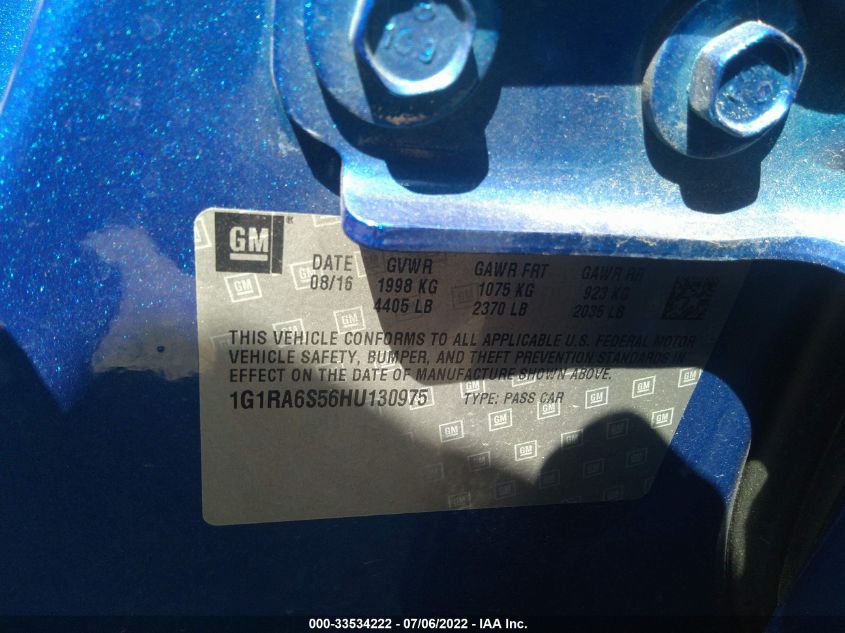 GM
DATE GVWR GAWR FRT GAWR RR
08/16 1998 KG 1075 KG 923 KG
4405 LB 2370 LB 2035 LB
THIS VEHICLE CONFORMS TO ALL APPLICABLE U.S. FEDERAL MOTOR
VEHICLE SAFETY, BUMPER, AND THEFT PREVENTION STANDARDS IN
EFFECT ON THE DATE OF MANUFACTURE SHOWN ABOVE.
1G1RA6S56HU130975 TYPE: PASS CAR
000-33534222 - 07/06/2022 - IAA Inc.